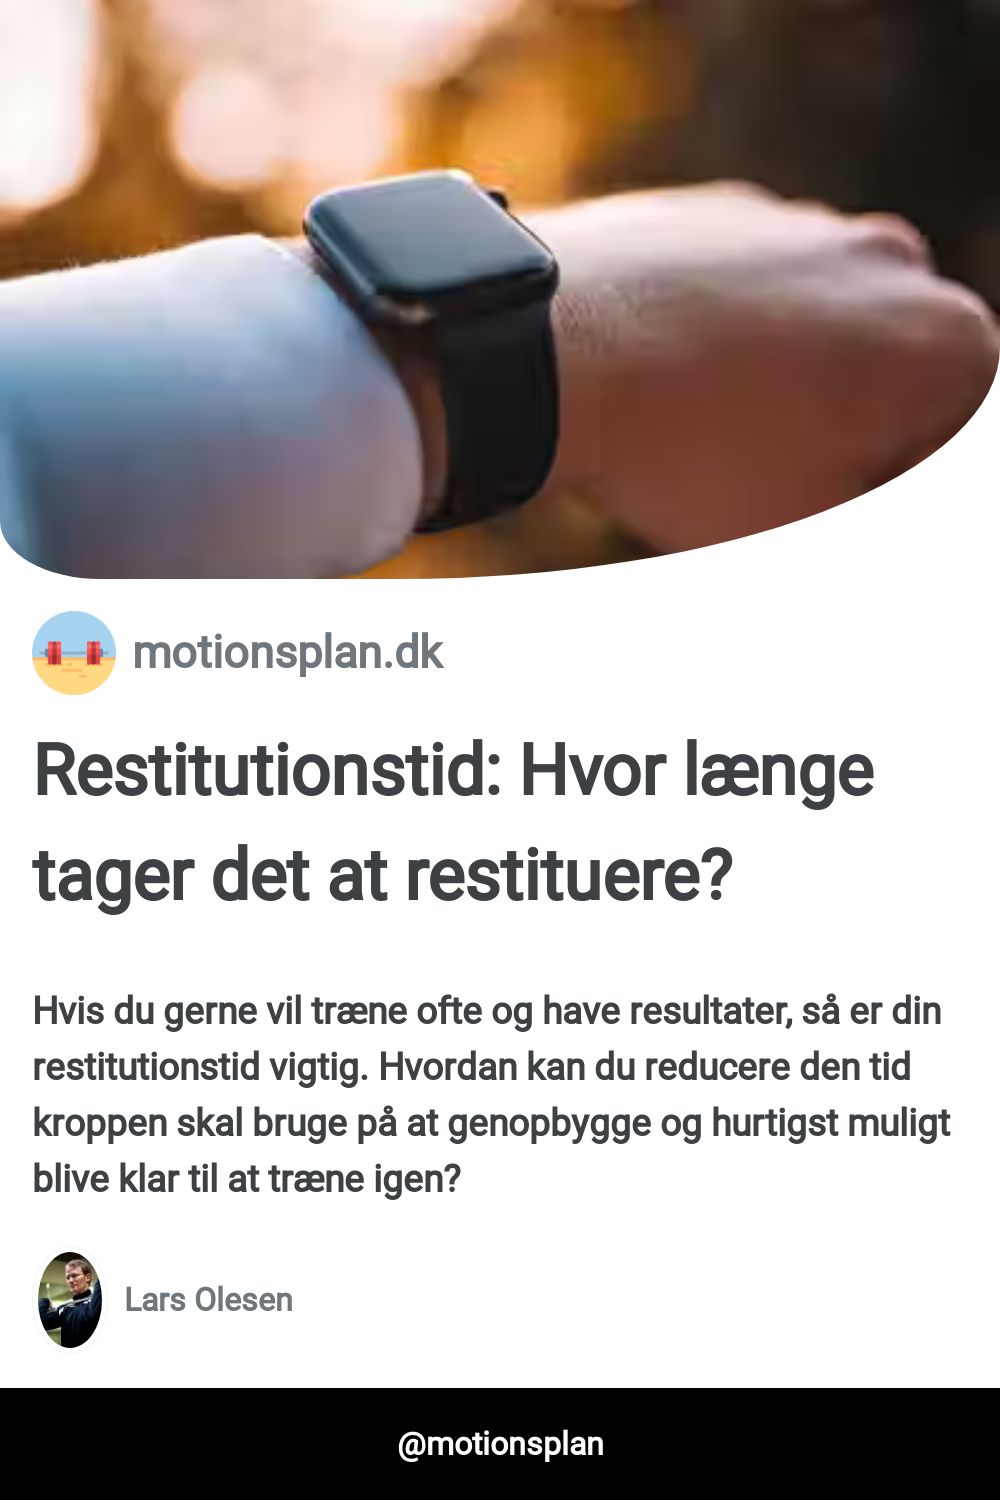 motionsplan.dk
Restitutionstid: Hvor længe
tager det at restituere?
Hvis du gerne vil træne ofte og have resultater, så er din
restitutionstid vigtig. Hvordan kan du reducere den tid
kroppen skal bruge på at genopbygge og hurtigst muligt
blive klar til at træne igen?
Lars Olesen
@motionsplan